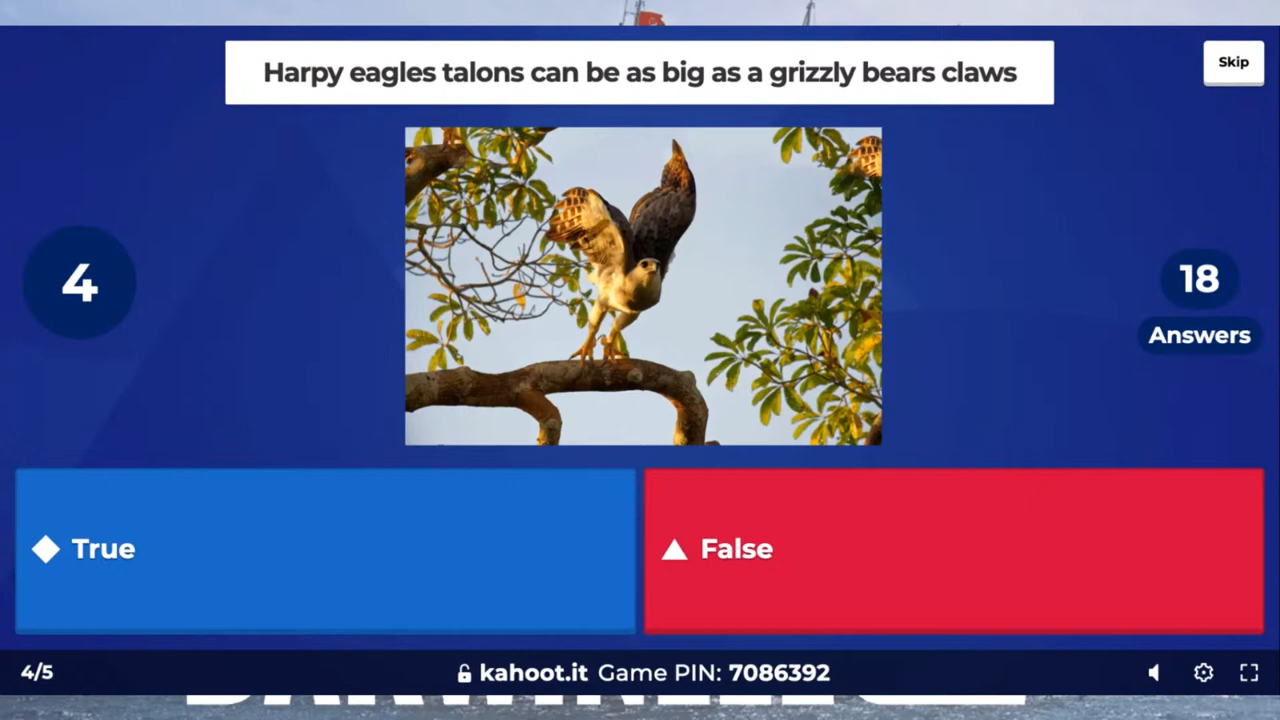 Harpy eagles talons can be as big as a grizzly bears claws
Skip
4
18
Answers
True
False
4/5
kahoot.it Game PIN: 7086392